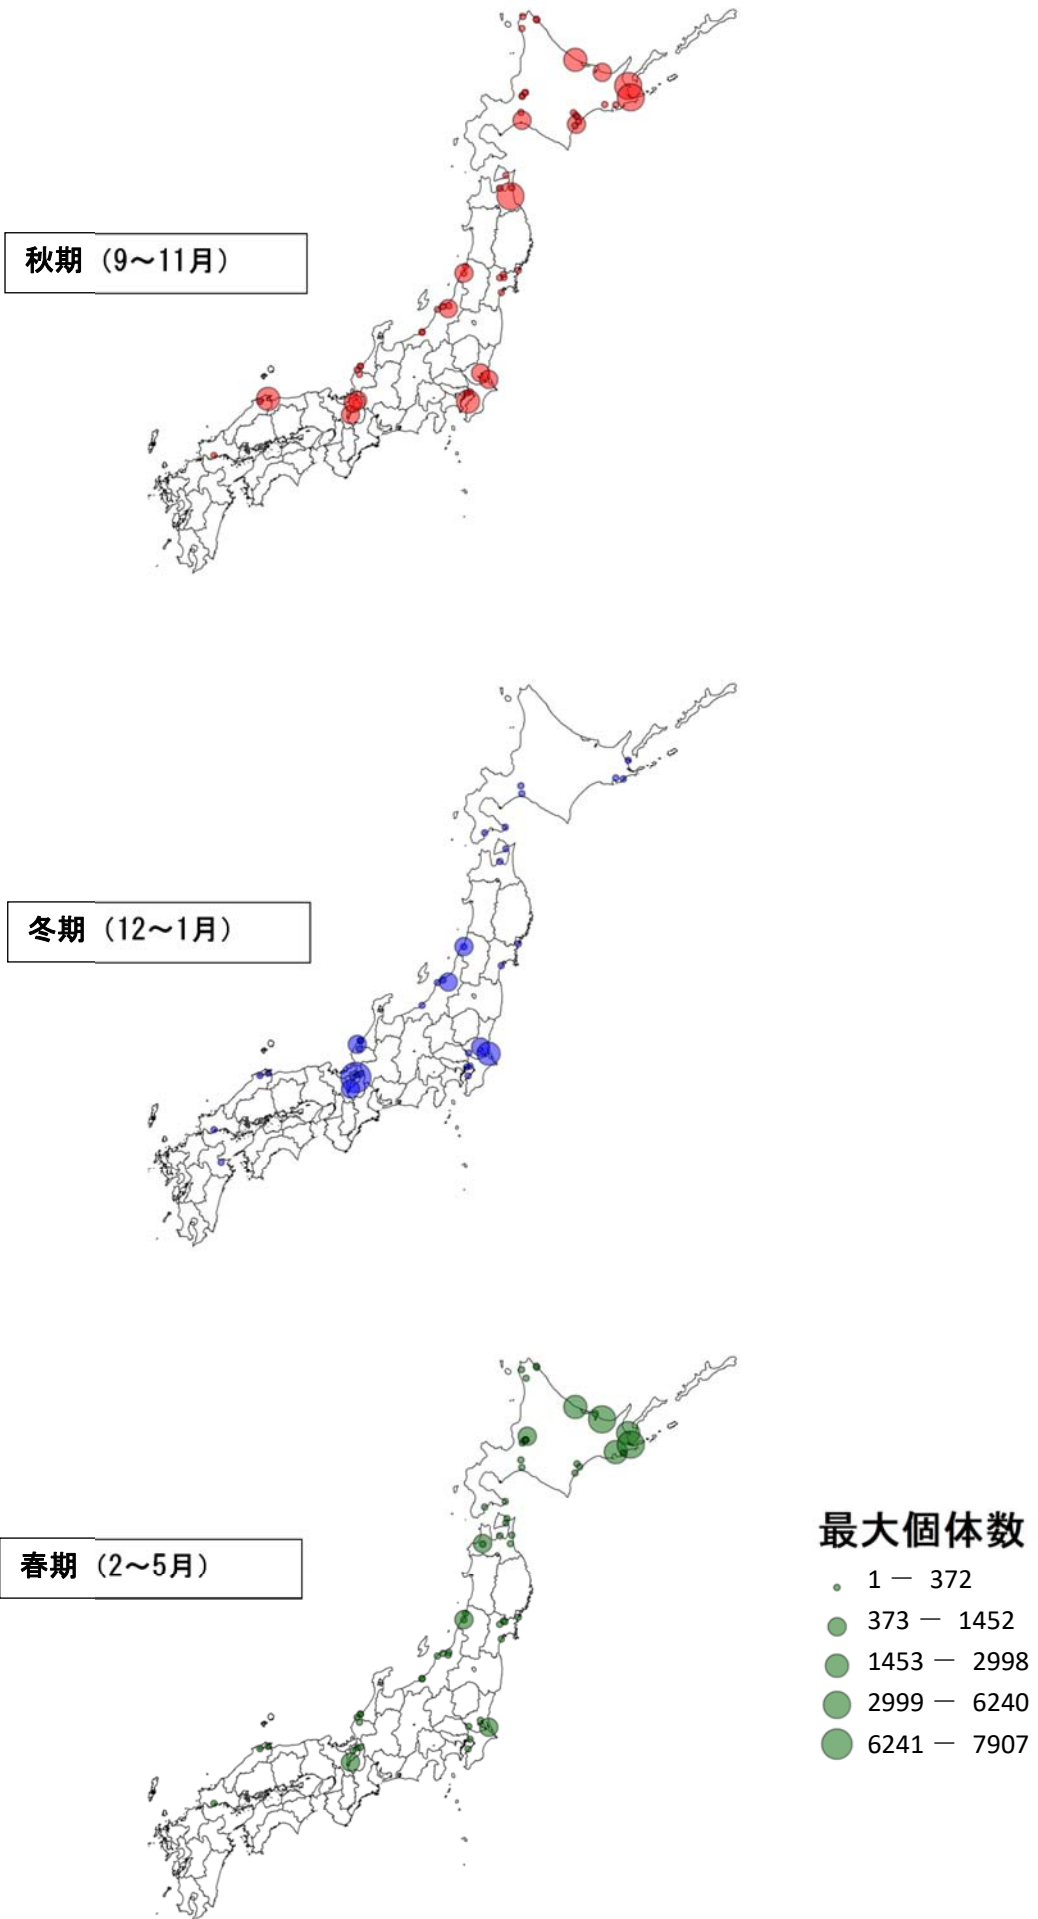 秋期（9～11月）
冬期（12～1月）
春期（2～5月）
最大個体数
1 － 372
373 － 1452
1453 － 2998
2999 － 6240
6241 － 7907